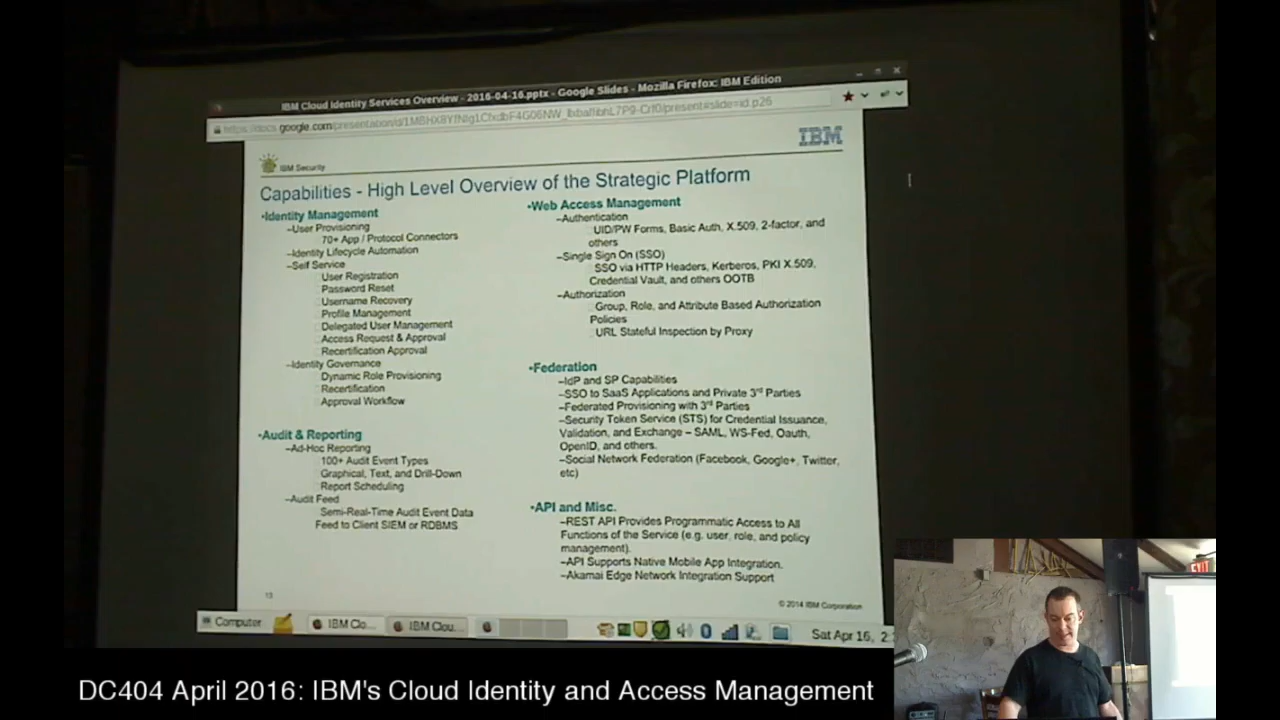 IBM Cloud Identity Services Overview - 2016-04-16.pptx - Google Slides - Mozilla Firefox: IBM Edition
google.com
IBM
IBM Security
Capabilities - High Level Overview of the Strategic Platform
•Identity Management
–User Provisioning
70+ App / Protocol Connectors
–Identity Lifecycle Automation
–Self Service
User Registration
Password Reset
Username Recovery
Profile Management
Delegated User Management
Access Request & Approval
Recertification Approval
–Identity Governance
Dynamic Role Provisioning
Recertification
Approval Workflow
•Audit & Reporting
–Ad-Hoc Reporting
100+ Audit Event Types
Graphical, Text, and Drill-Down
Report Scheduling
–Audit Feed
Semi-Real-Time Audit Event Data
Feed to Client SIEM or RDBMS
•Web Access Management
–Authentication
UID/PW Forms, Basic Auth, X.509, 2-factor, and
others
–Single Sign On (SSO)
SSO via HTTP Headers, Kerberos, PKI X.509,
Credential Vault, and others OOTB
–Authorization
Group, Role, and Attribute Based Authorization
Policies
URL Stateful Inspection by Proxy
•Federation
–IdP and SP Capabilities
–SSO to SaaS Applications and Private 3rd Parties
–Federated Provisioning with 3rd Parties
–Security Token Service (STS) for Credential Issuance,
Validation, and Exchange – SAML, WS-Fed, Oauth,
OpenID, and others.
–Social Network Federation (Facebook, Google+, Twitter,
etc)
•API and Misc.
–REST API Provides Programmatic Access to All
Functions of the Service (e.g. user, role, and policy
management).
–API Supports Native Mobile App Integration.
–Akamai Edge Network Integration Support
13
© 2014 IBM Corporation
Computer
IBM Clo...
IBM Clou...
Sat Apr 16, 2:
EXIT
DC404 April 2016: IBM's Cloud Identity and Access Management